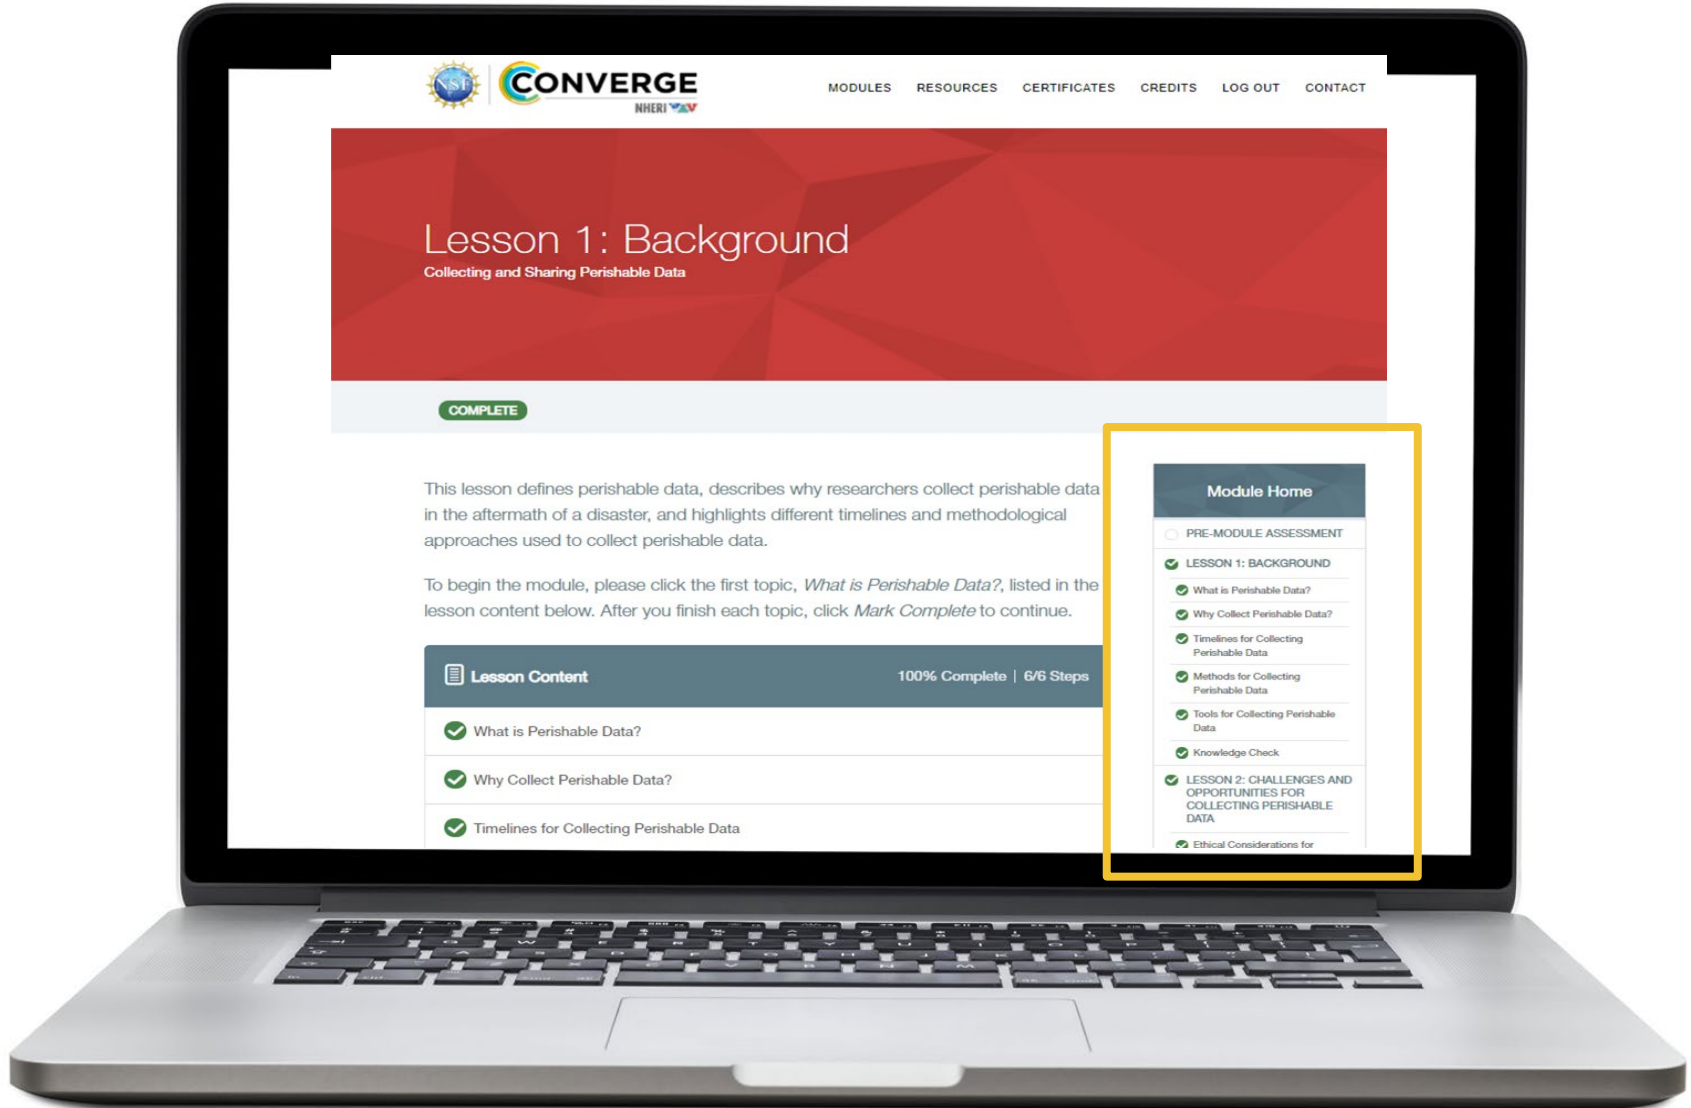 NSF
CONVERGE
NHERI
MODULES RESOURCES CERTIFICATES CREDITS LOG OUT CONTACT
Lesson 1: Background
Collecting and Sharing Perishable Data
COMPLETE
This lesson defines perishable data, describes why researchers collect perishable data
in the aftermath of a disaster, and highlights different timelines and methodological
approaches used to collect perishable data.
To begin the module, please click the first topic, What is Perishable Data?, listed in the
lesson content below. After you finish each topic, click Mark Complete to continue.
Lesson Content 100% Complete | 6/6 Steps
What is Perishable Data?
Why Collect Perishable Data?
Timelines for Collecting Perishable Data
Module Home
PRE-MODULE ASSESSMENT
LESSON 1: BACKGROUND
What is Perishable Data?
Why Collect Perishable Data?
Timelines for Collecting
Perishable Data
Methods for Collecting
Perishable Data
Tools for Collecting Perishable
Data
Knowledge Check
LESSON 2: CHALLENGES AND
OPPORTUNITIES FOR
COLLECTING PERISHABLE
DATA
Ethical Considerations for